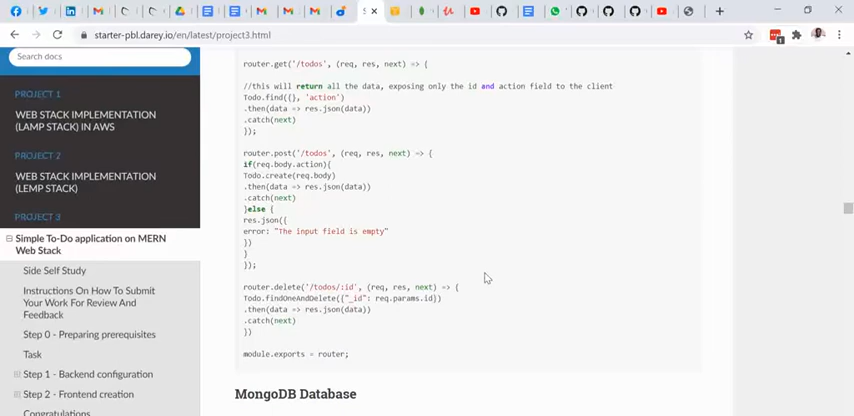 starter-pbl.darey.io/en/latest/project3.html
Search docs
PROJECT 1
WEB STACK IMPLEMENTATION
(LAMP STACK) IN AWS
PROJECT 2
WEB STACK IMPLEMENTATION
(LEMP STACK)
PROJECT 3
Simple To-Do application on MERN
Web Stack
Side Self Study
Instructions On How To Submit
Your Work For Review And
Feedback
Step 0 - Preparing prerequisites
Task
Step 1 - Backend configuration
Step 2 - Frontend creation
Congratulations
router.get('/todos', (req, res, next) => {
//this will return all the data, exposing only the id and action field to the client
Todo.find({}, 'action')
.then(data => res.json(data))
.catch(next)
});
router.post('/todos', (req, res, next) => {
if(req.body.action){
Todo.create(req.body)
.then(data => res.json(data))
.catch(next)
}else {
res.json({
error: "The input field is empty"
})
}
});
router.delete('/todos/:id', (req, res, next) => {
Todo.findOneAndDelete({"_id": req.params.id})
.then(data => res.json(data))
.catch(next)
})
module.exports = router;
MongoDB Database